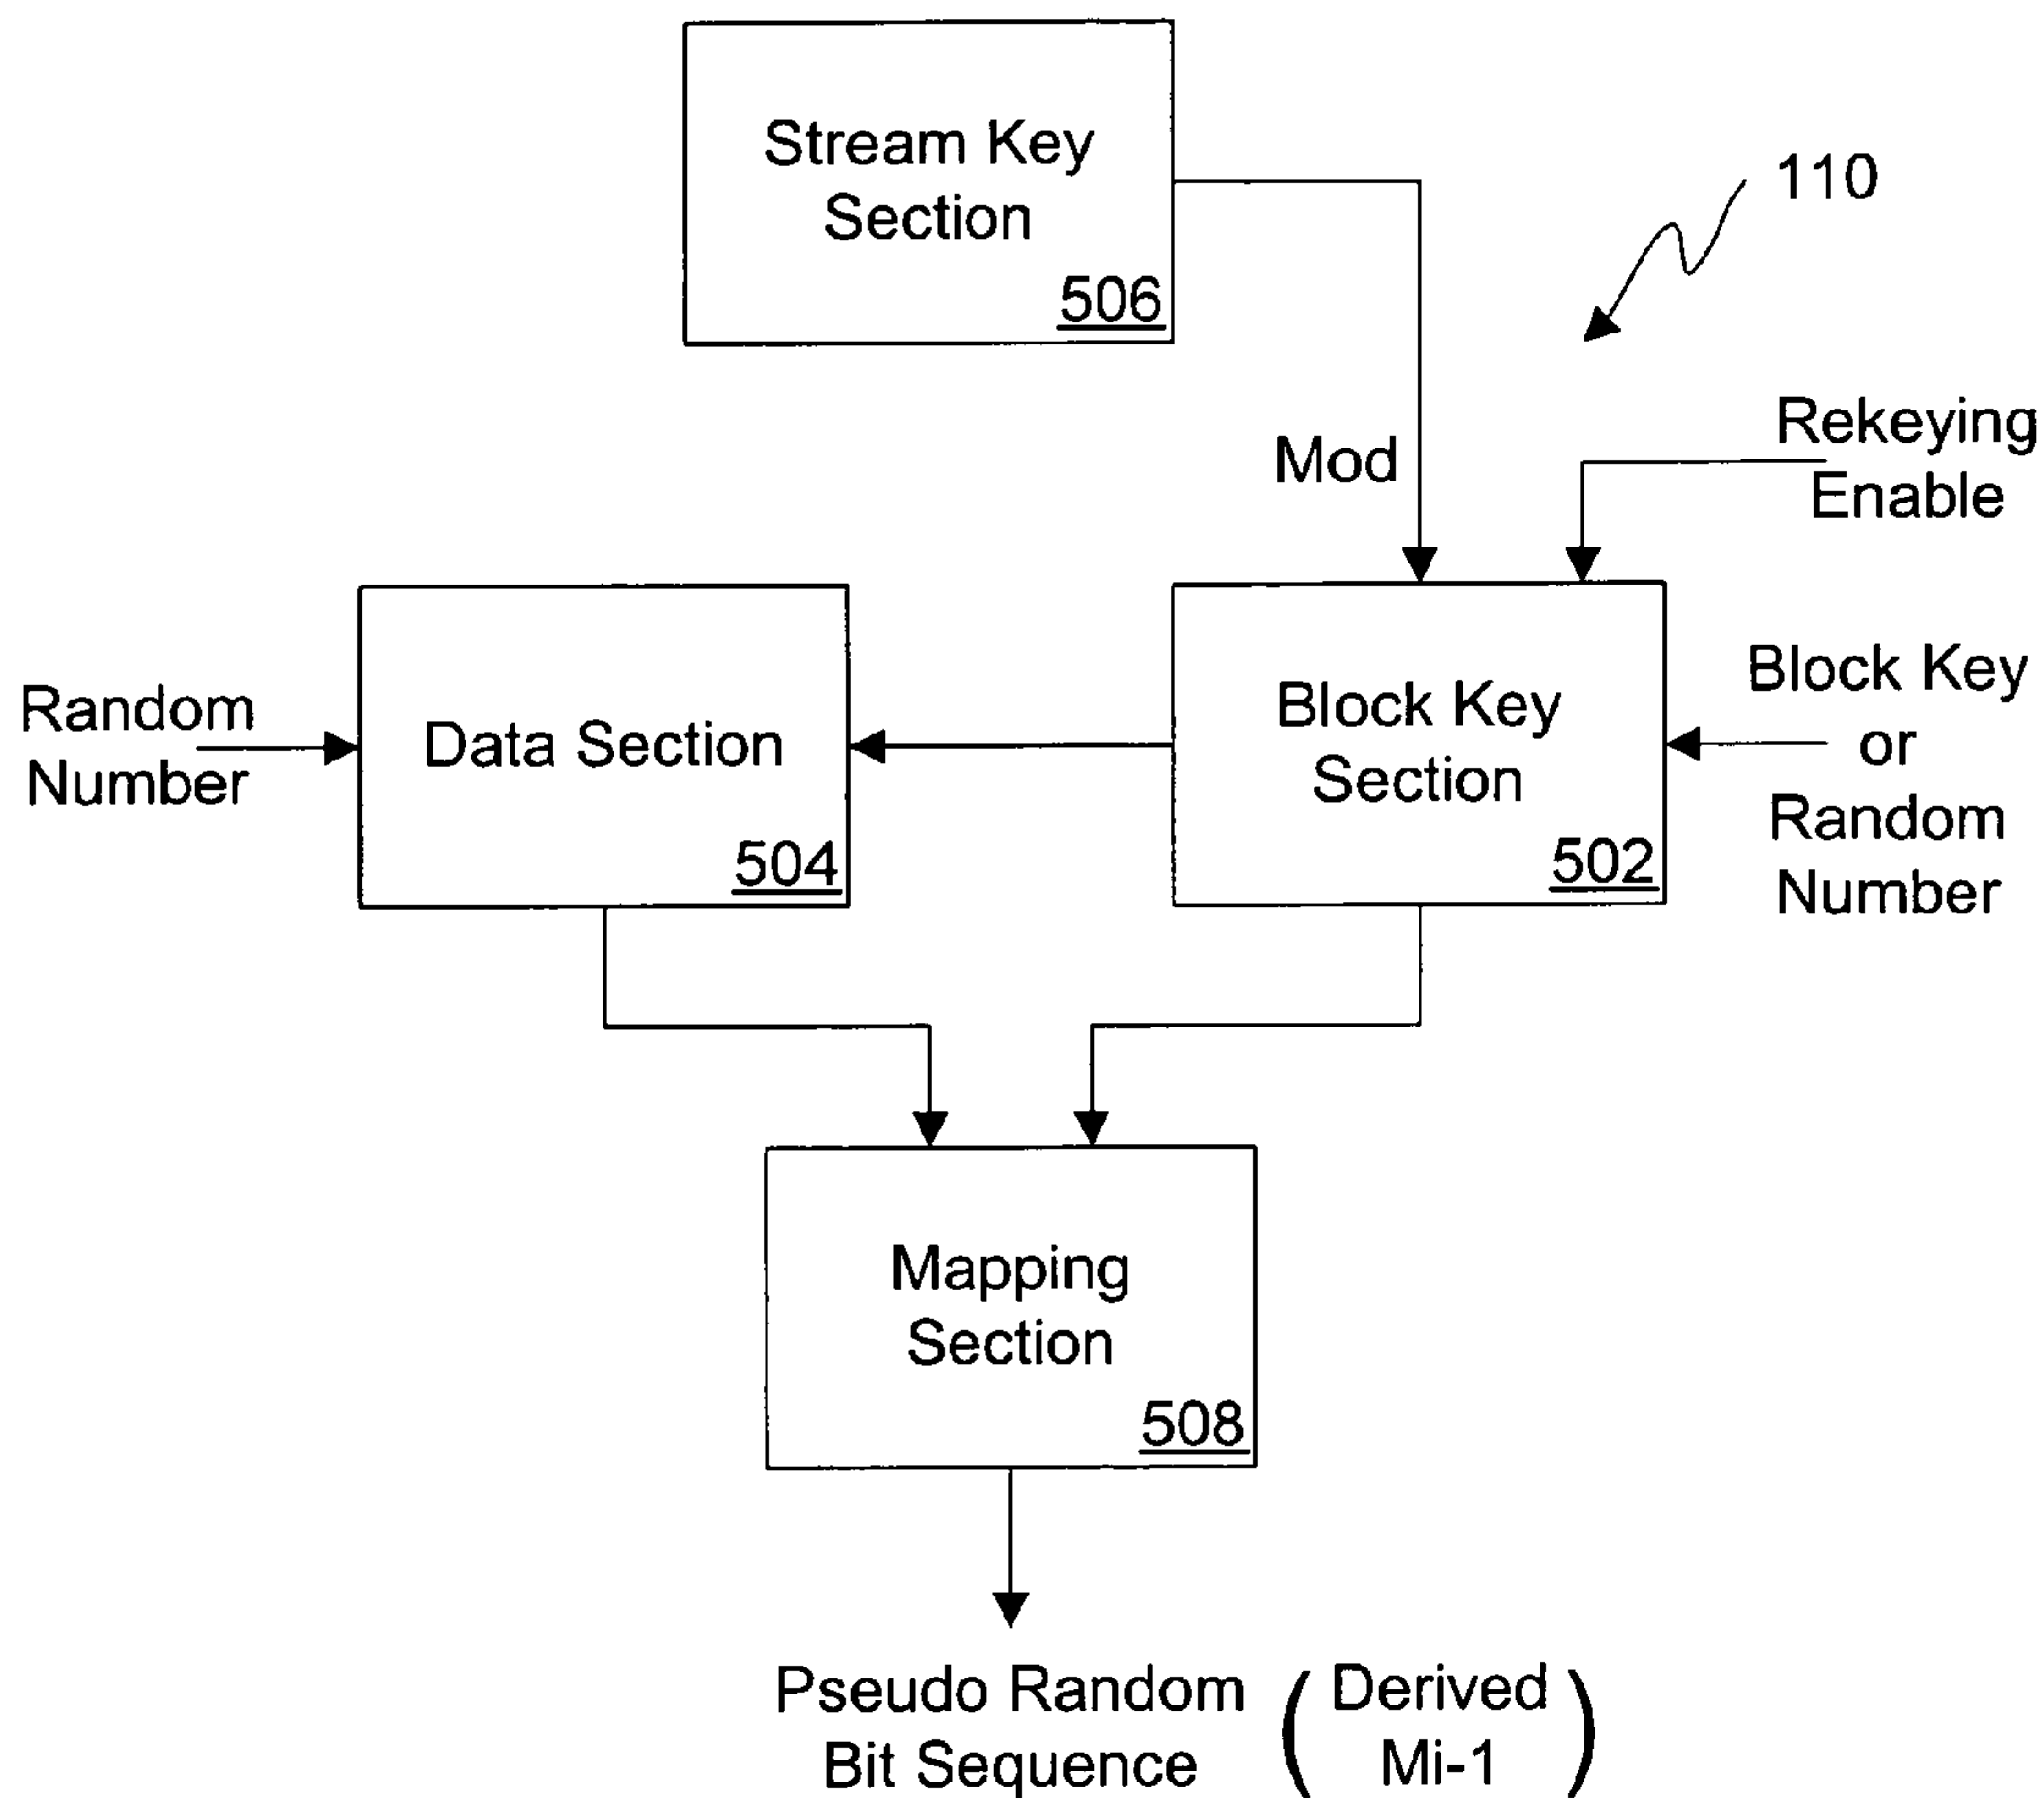 Stream Key
Section
506
110
Mod
Rekeying
Enable
Random
Number
Data Section
504
Block Key
Section
502
Block Key
or
Random
Number
Mapping
Section
508
Pseudo Random
Bit Sequence
( Derived
Mi-1 )